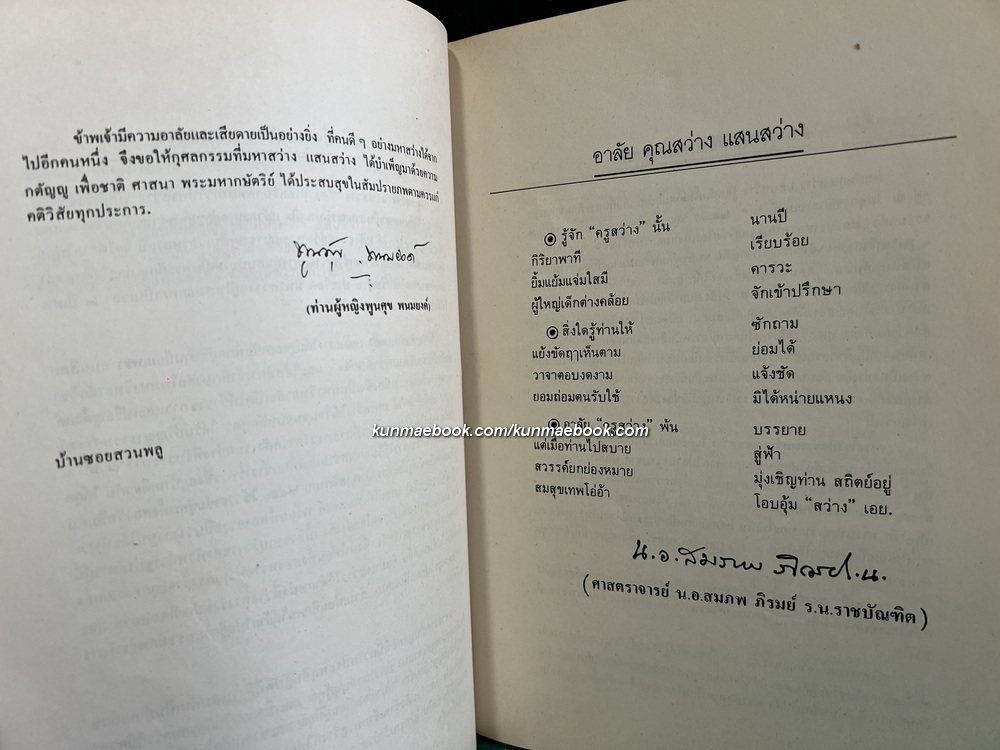 ข้าพเจ้ามีความอาลัยและเสียดายเป็นอย่างยิ่ง ที่คนดี ๆ อย่างมหาสว่างได้จาก
ไปอีกคนหนึ่ง จึงขอให้กุศลกรรมที่มหาสว่าง แสนสว่าง ได้บำเพ็ญมาด้วยความ
กตัญญู เพื่อชาติ ศาสนา พระมหากษัตริย์ ได้ประสบสุขในสัมปรายภพตามควรแก่
คติวิสัยทุกประการ.
(ท่านผู้หญิงพูนศุข พนมยงค์)
บ้านซอยสวนพลู
อาลัย คุณสว่าง แสนสว่าง
รู้จัก “ครูสว่าง” นั้น นานปี
กิริยาพาที เรียบร้อย
ยิ้มแย้มแจ่มใสมี คารวะ
ผู้ใหญ่เด็กต่างคล้อย จักเข้าปรึกษา
สิ่งใดรู้ท่านให้ ซักถาม
แย้งขัดฤๅเห็นตาม ย่อมได้
วาจาตอบงดงาม แจ้งชัด
ยอมถ่อมตนรับใช้ มิได้หน่ายแหนง
อาลัย “ครูสว่าง” พ้น บรรยาย
แต่เมื่อท่านไปสบาย สู่ฟ้า
สวรรค์ยกย่องหมาย มุ่งเชิญท่าน สถิตย์อยู่
สมสุขเทพโอ่อ้า โอบอุ้ม “สว่าง” เอย.
น.อ.สมภพ ภิรมย์ ร.น.
(ศาสตราจารย์ น.อ.สมภพ ภิรมย์ ร.น.ราชบัณฑิต)
kunmaebook.com/kunmaebook.com